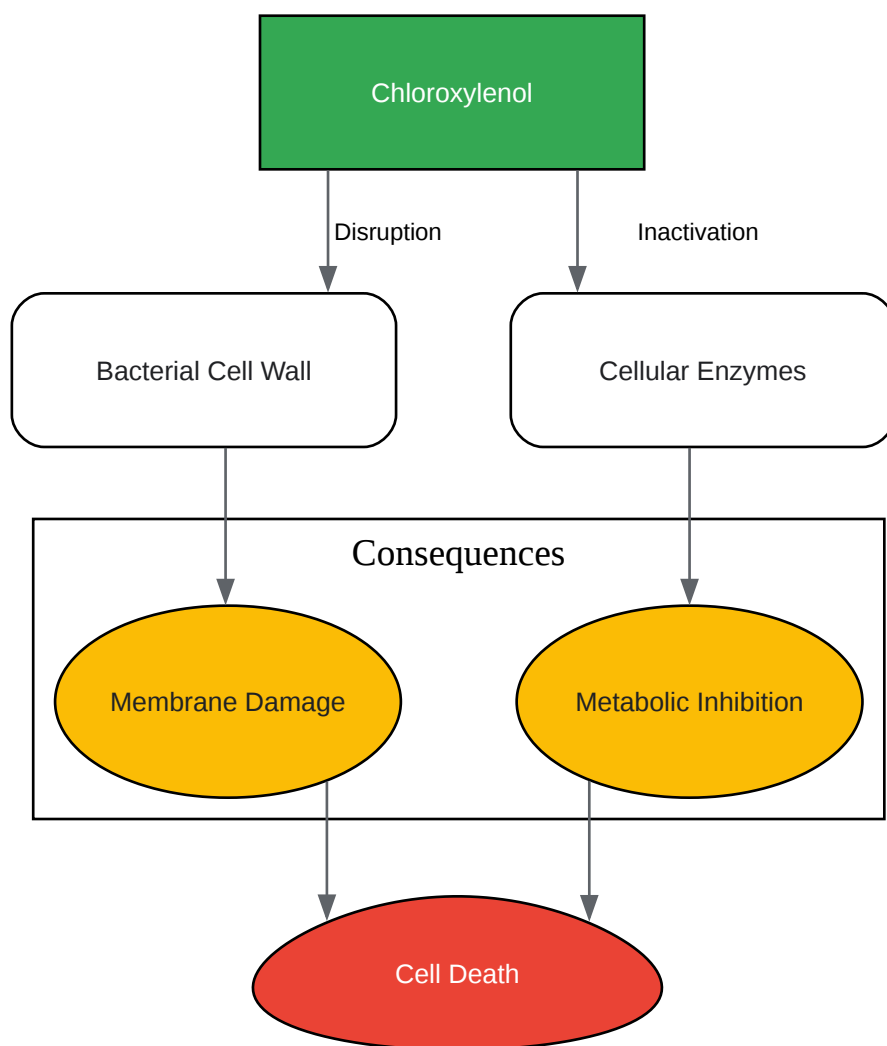 Chloroxylenol
Disruption
Inactivation
Bacterial Cell Wall
Cellular Enzymes
Consequences
Membrane Damage
Metabolic Inhibition
Cell Death